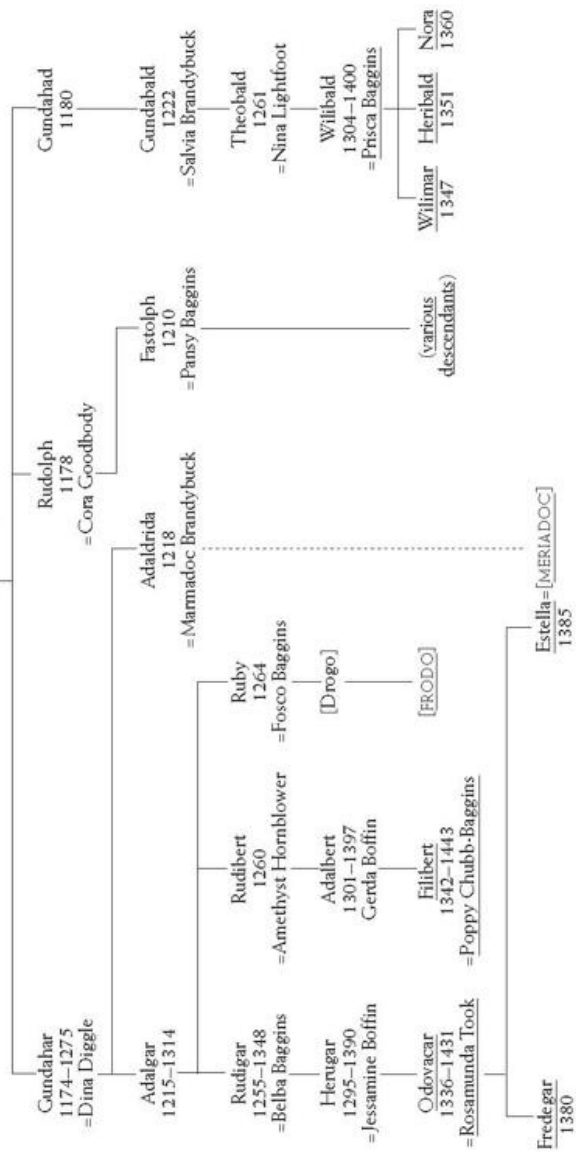 Gundahar
1174–1275
=Dina Diggle
Rudolph
1178
=Cora Goodbody
Gundahad
1180
Adalgar
1215–1314
Adaldrida
1218
=Marmadoc Brandybuck
Fastolph
1210
=Pansy Baggins
Gundabald
1222
=Salvia Brandybuck
Rudigar
1255–1348
=Belba Baggins
Rudibert
1260
=Amethyst Hornblower
Ruby
1264
=Fosco Baggins
Theobald
1261
=Nina Lightfoot
Herugar
1295–1390
=Jessamine Boffin
Adalbert
1301–1397
Gerda Boffin
[Drogo]
Wilibald
1304–1400
=Prisca Baggins
Odovacar
1336–1431
=Rosamunda Took
Filibert
1342–1443
=Poppy Chubb-Baggins
[FRODO]
(various
descendants)
Wilimar
1347
Heribald
1351
Nora
1360
Fredegar
1380
Estella=[MERIADOC]
1385